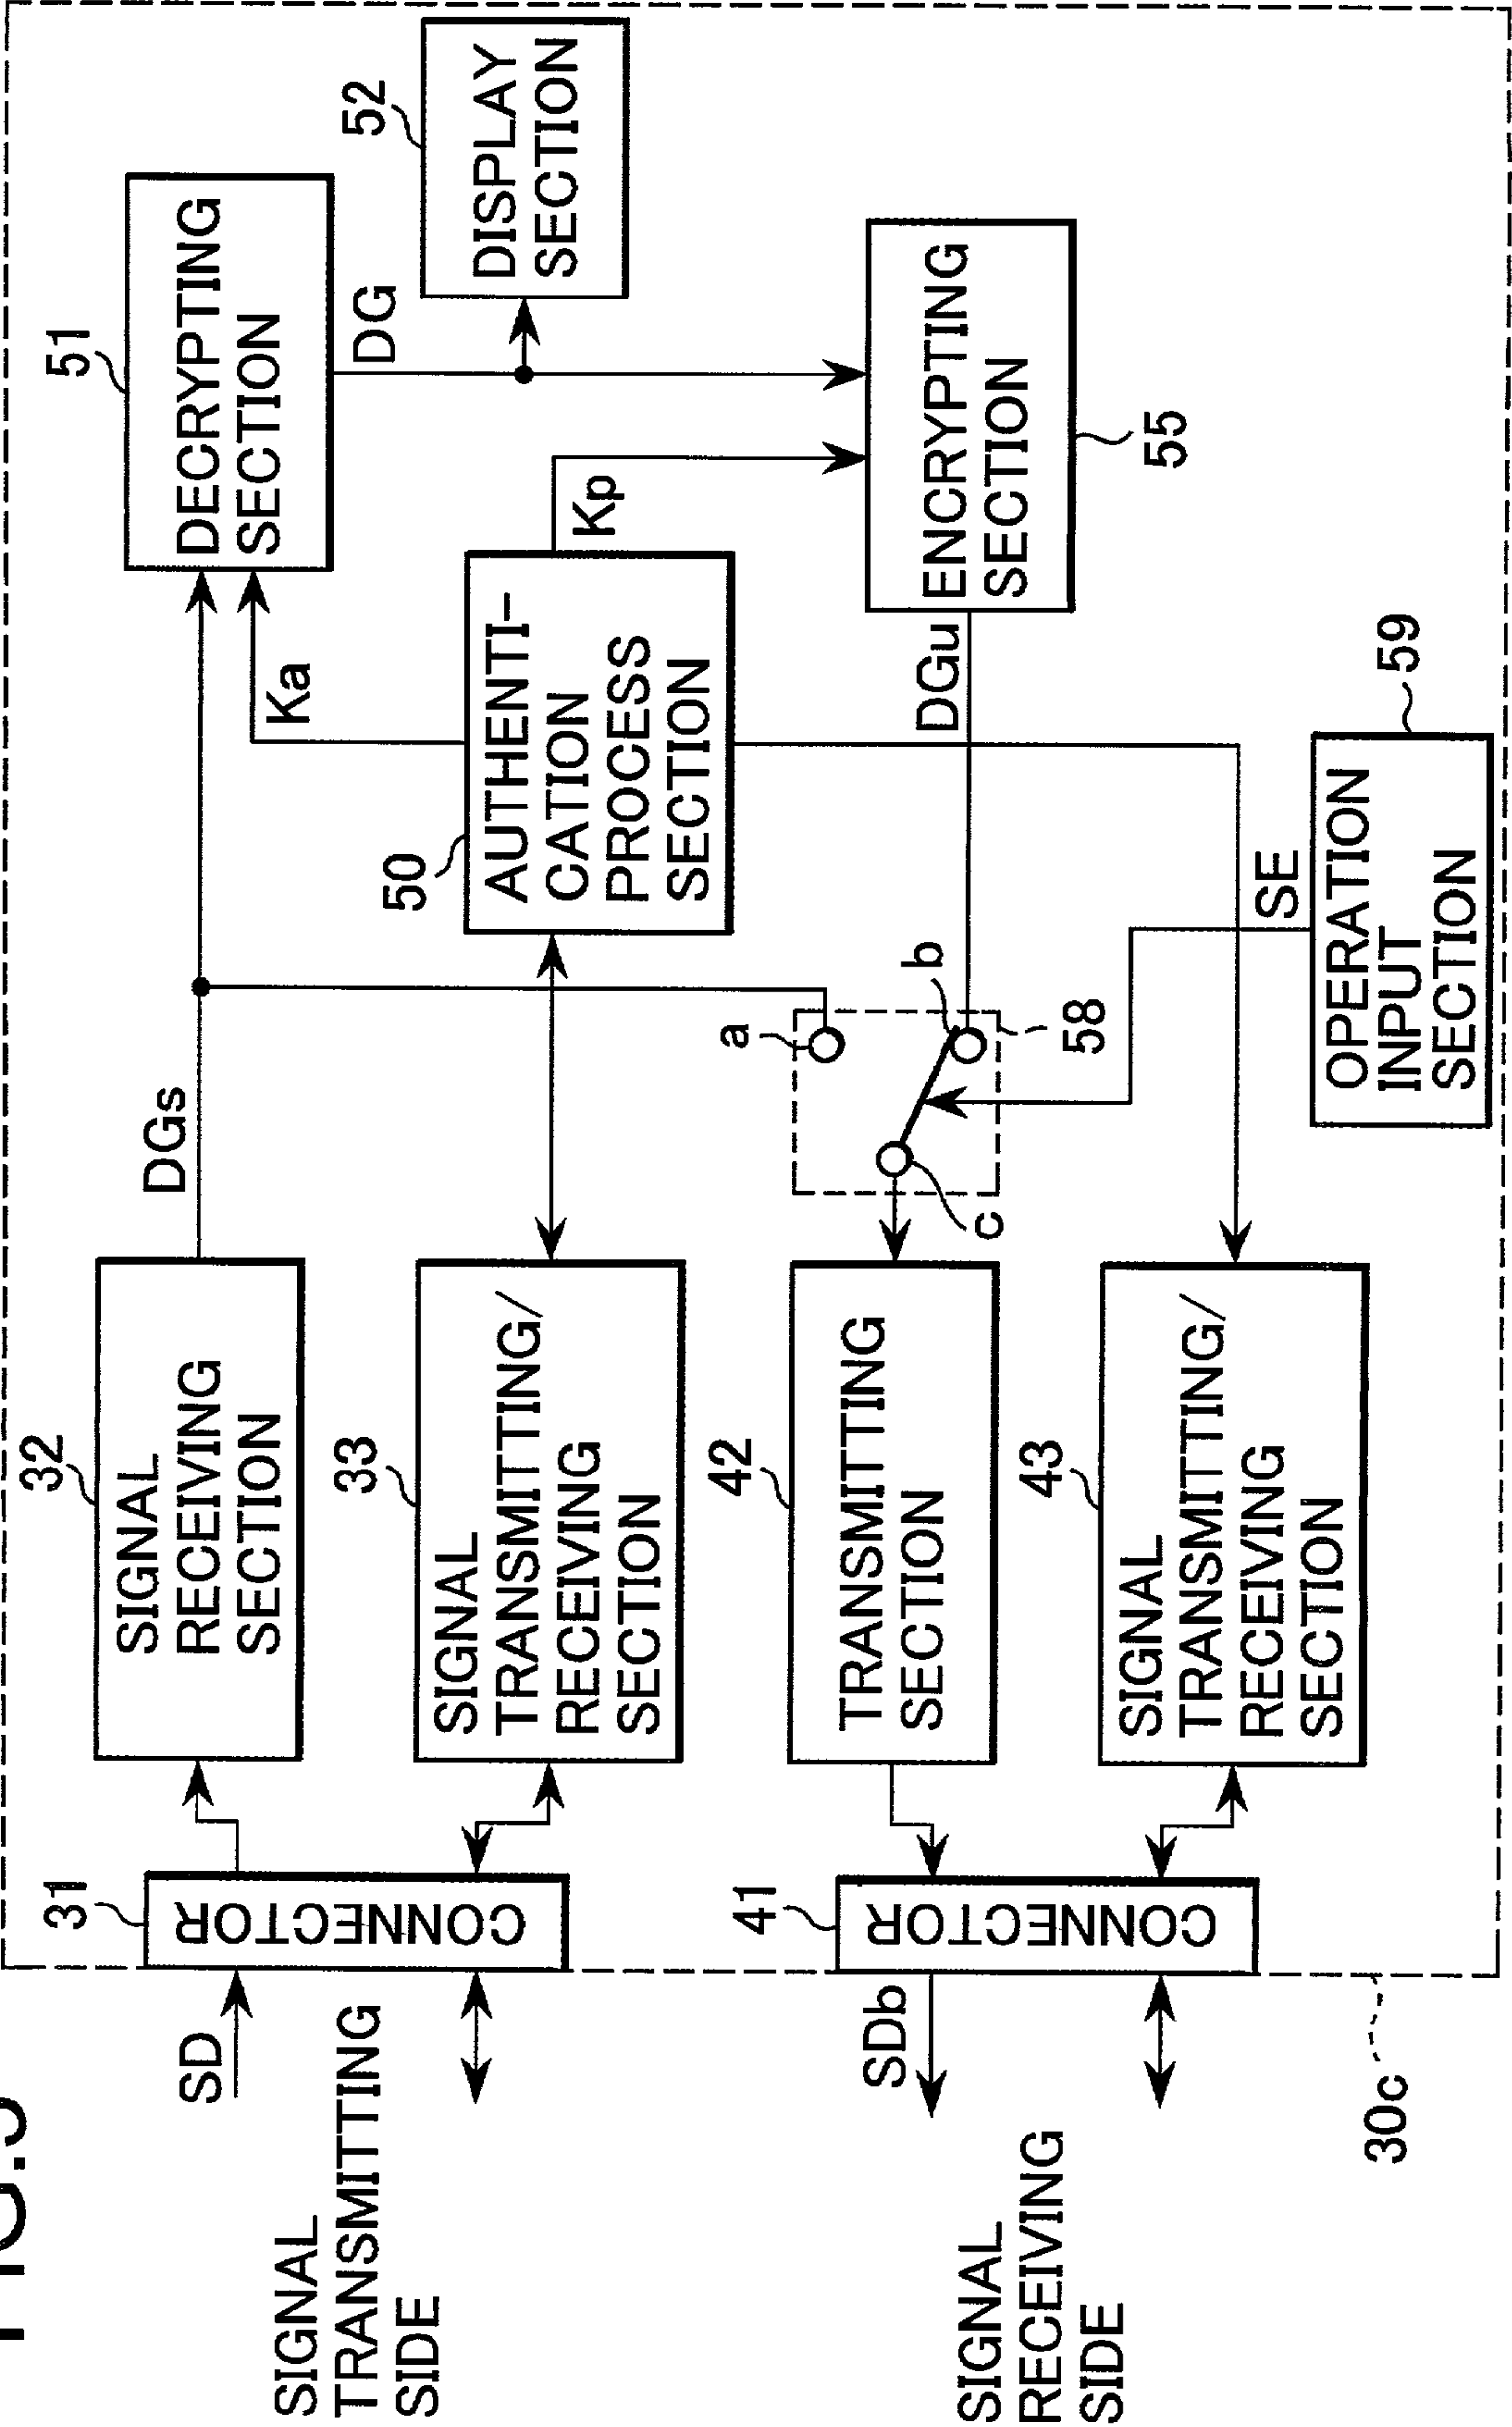 31
32
SIGNAL
RECEIVING
SECTION
DGs
51
DECRYPTING
SECTION
SD
CONNECTOR
Ka
DG
52
DISPLAY
SECTION
SIGNAL
TRANSMITTING
SIDE
33
SIGNAL
TRANSMITTING/
RECEIVING
SECTION
50
AUTHENTI-
CATION
PROCESS
SECTION
Kp
41
42
TRANSMITTING
SECTION
a
b
c
58
DGu
ENCRYPTING
SECTION
55
SDb
CONNECTOR
SIGNAL
RECEIVING
SIDE
43
SIGNAL
TRANSMITTING/
RECEIVING
SECTION
SE
59
OPERATION
INPUT
SECTION
30c